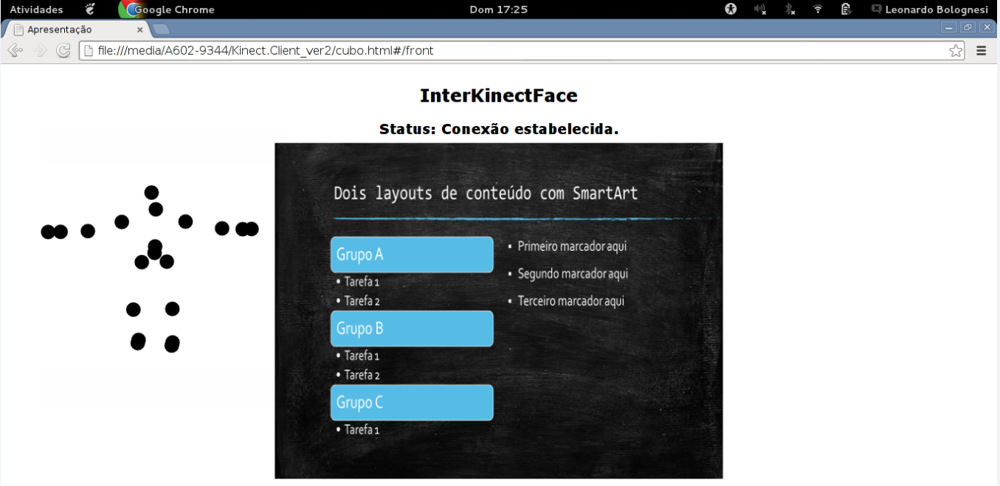 Atividades Google Chrome Dom 17:25 Leonardo Bolognesi
Apresentação
file:///media/A602-9344/Kinect.Client_ver2/cubo.html#/front
InterKinectFace
Status: Conexão estabelecida.
Dois layouts de conteúdo com SmartArt
Grupo A
• Tarefa 1
• Tarefa 2
Grupo B
• Tarefa 1
• Tarefa 2
Grupo C
• Tarefa 1
▪ Primeiro marcador aqui
▪ Segundo marcador aqui
▪ Terceiro marcador aqui